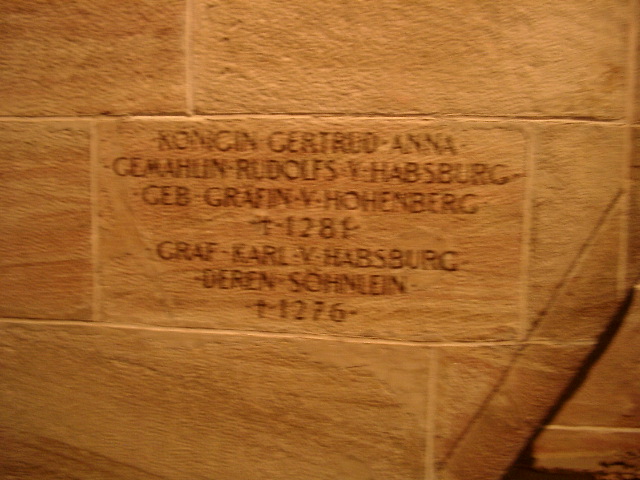 ·KÖNIGIN GERTRUD·ANNA·
·GEMAHLIN·RUDOLFS·V·HABSBURG·
·GEB·GRÄFIN·V·HOHENBERG·
·†·1281·
·GRAF·KARL·V·HABSBURG·
·DEREN·SÖHNLEIN·
·†·1276·